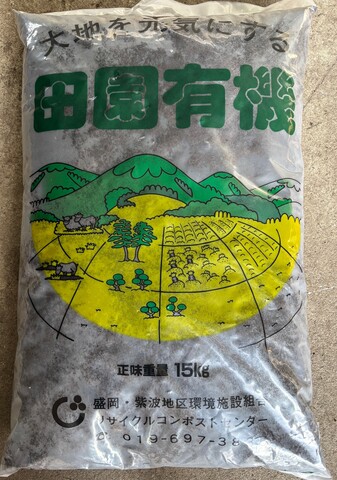 大地を元気にする
田園有機
正味重量 15kg
盛岡・紫波地区環境施設組合
リサイクルコンポストセンター
019-697-38